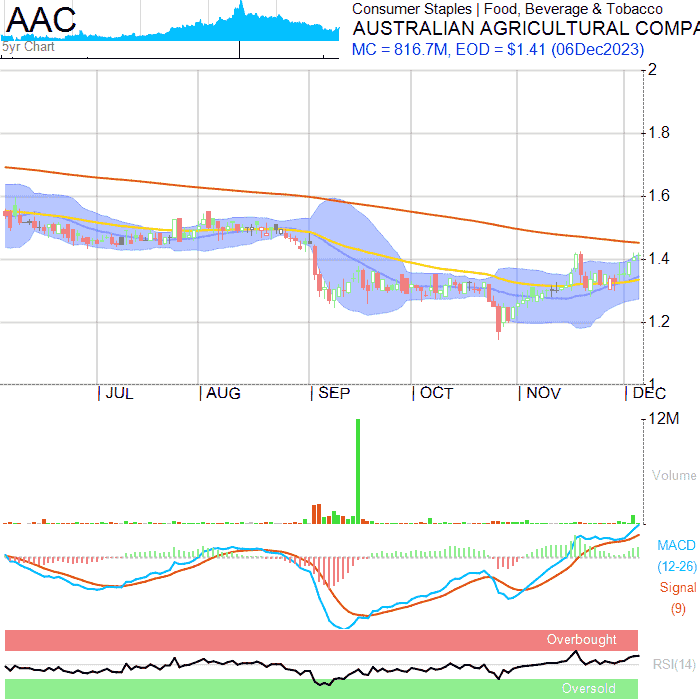 AAC
5yr Chart
Consumer Staples | Food, Beverage & Tobacco
AUSTRALIAN AGRICULTURAL COMPA
MC = 816.7M, EOD = $1.41 (06Dec2023)
2
1.8
1.6
1.4
1.2
1
JUL
AUG
SEP
OCT
NOV
DEC
12M
Volume
MACD
(12-26)
Signal
(9)
Overbought
RSI(14)
Oversold